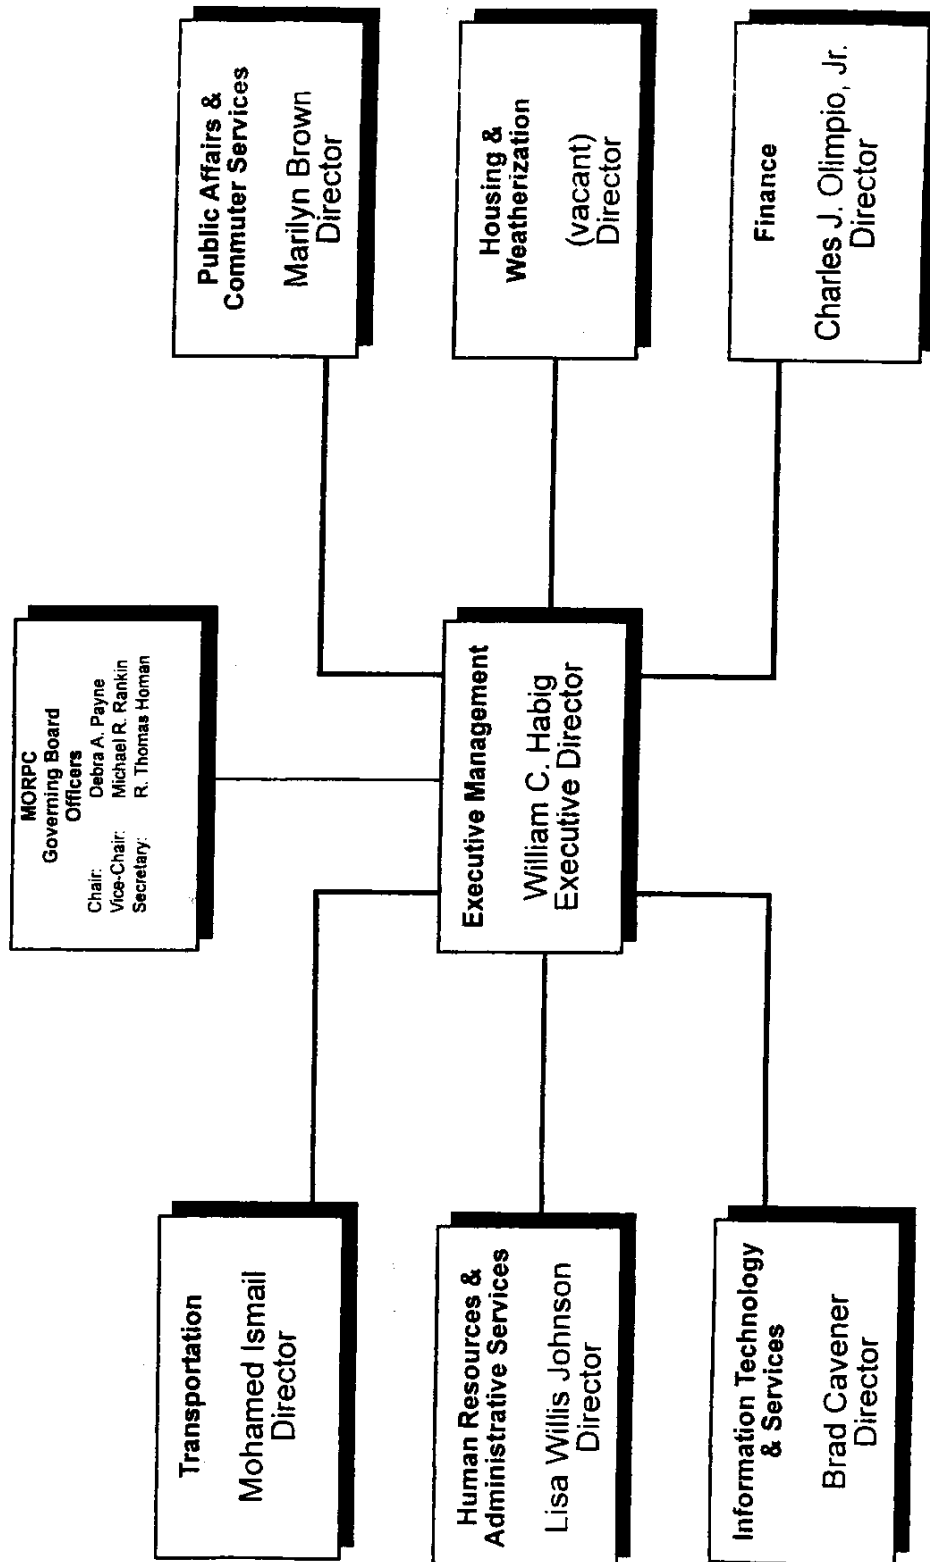 MORPC
Governing Board
Officers
Chair: Debra A. Payne
Vice-Chair: Michael R. Rankin
Secretary: R. Thomas Homan
Transportation
Mohamed Ismail
Director
Public Affairs &
Commuter Services
Marilyn Brown
Director
Executive Management
William C. Habig
Executive Director
Human Resources &
Administrative Services
Lisa Willis Johnson
Director
Housing &
Weatherization
(vacant)
Director
Information Technology
& Services
Brad Cavener
Director
Finance
Charles J. Olimpio, Jr.
Director